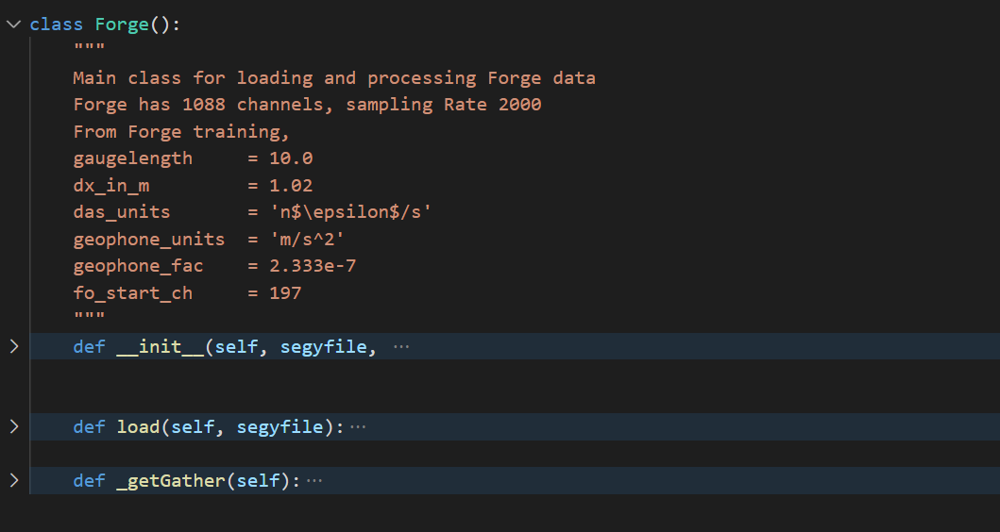 class Forge():
"""
Main class for loading and processing Forge data
Forge has 1088 channels, sampling Rate 2000
From Forge training,
gaugelength = 10.0
dx_in_m = 1.02
das_units = 'n$\epsilon$/s'
geophone_units = 'm/s^2'
geophone_fac = 2.333e-7
fo_start_ch = 197
"""
def __init__(self, segyfile, ···
def load(self, segyfile):···
def _getGather(self):···